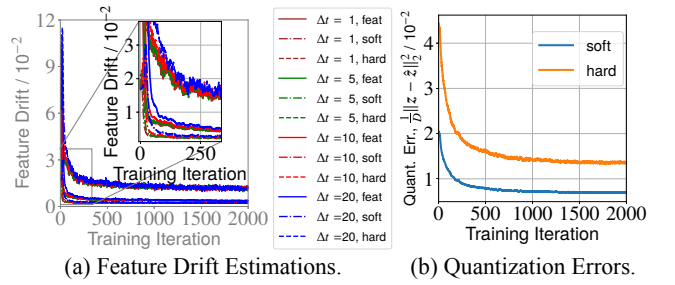 Feature Drift / 10⁻²
12
9
6
3
0
0
500
1000
1500
2000
Training Iteration
Feature Drift / 10⁻²
3
2
1
0
250
Training Iteration
Δt = 1, feat
Δt = 1, soft
Δt = 1, hard
Δt = 5, feat
Δt = 5, soft
Δt = 5, hard
Δt =10, feat
Δt =10, soft
Δt =10, hard
Δt =20, feat
Δt =20, soft
Δt =20, hard
Quant. Err., 1/D||z − ẑ||²₂ / 10⁻²
4
3
2
1
0
500
1000
1500
2000
Training Iteration
soft
hard
(a) Feature Drift Estimations.
(b) Quantization Errors.